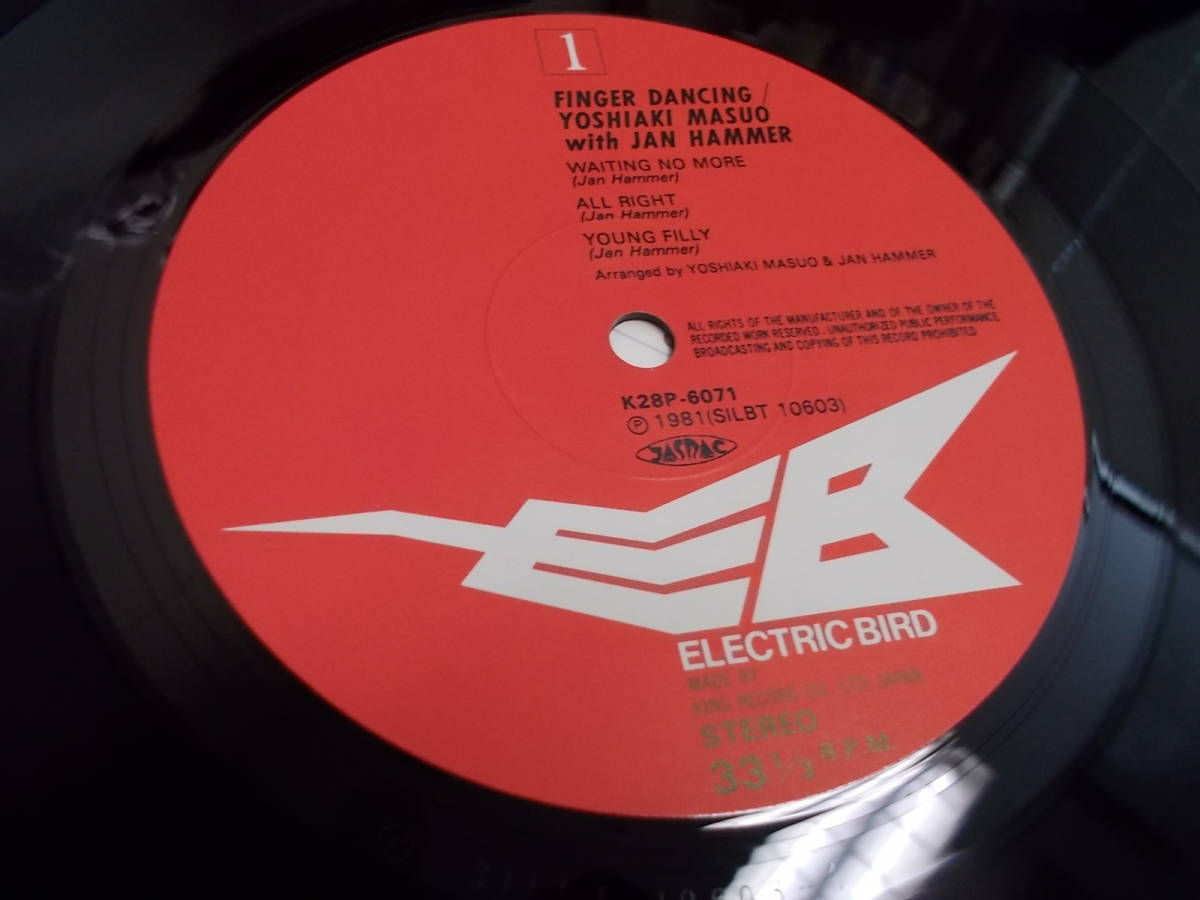 1
FINGER DANCING /
YOSHIAKI MASUO
with JAN HAMMER
WAITING NO MORE
(Jan Hammer)
ALL RIGHT
(Jan Hammer)
YOUNG FILLY
(Jan Hammer)
Arranged by YOSHIAKI MASUO & JAN HAMMER
ALL RIGHTS OF THE MANUFACTURER AND OF THE OWNER OF THE
RECORDED WORK RESERVED. UNAUTHORIZED PUBLIC PERFORMANCE
BROADCASTING AND COPYING OF THIS RECORD PROHIBITED
K28P-6071
℗ 1981(SILBT 10603)
JASRAC
EB
ELECTRIC BIRD
MADE BY
KING RECORD CO. LTD. JAPAN
STEREO
33 1/3 R.P.M.